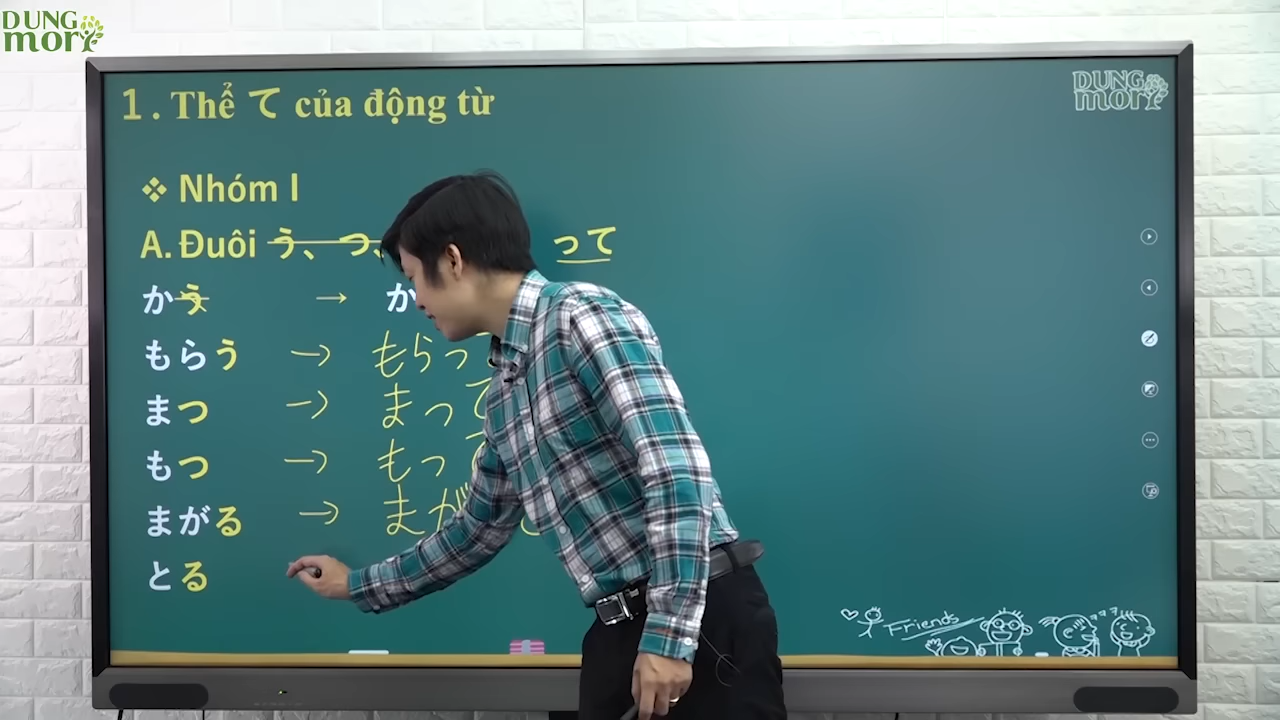 DUNG
mori
DUNG
mori
1. Thể て của động từ
❖ Nhóm I
A. Đuôi う、つ、 って
かう → か
もらう → もらっ
まつ → まって
もつ → もっ
まがる → まが
とる
Friends